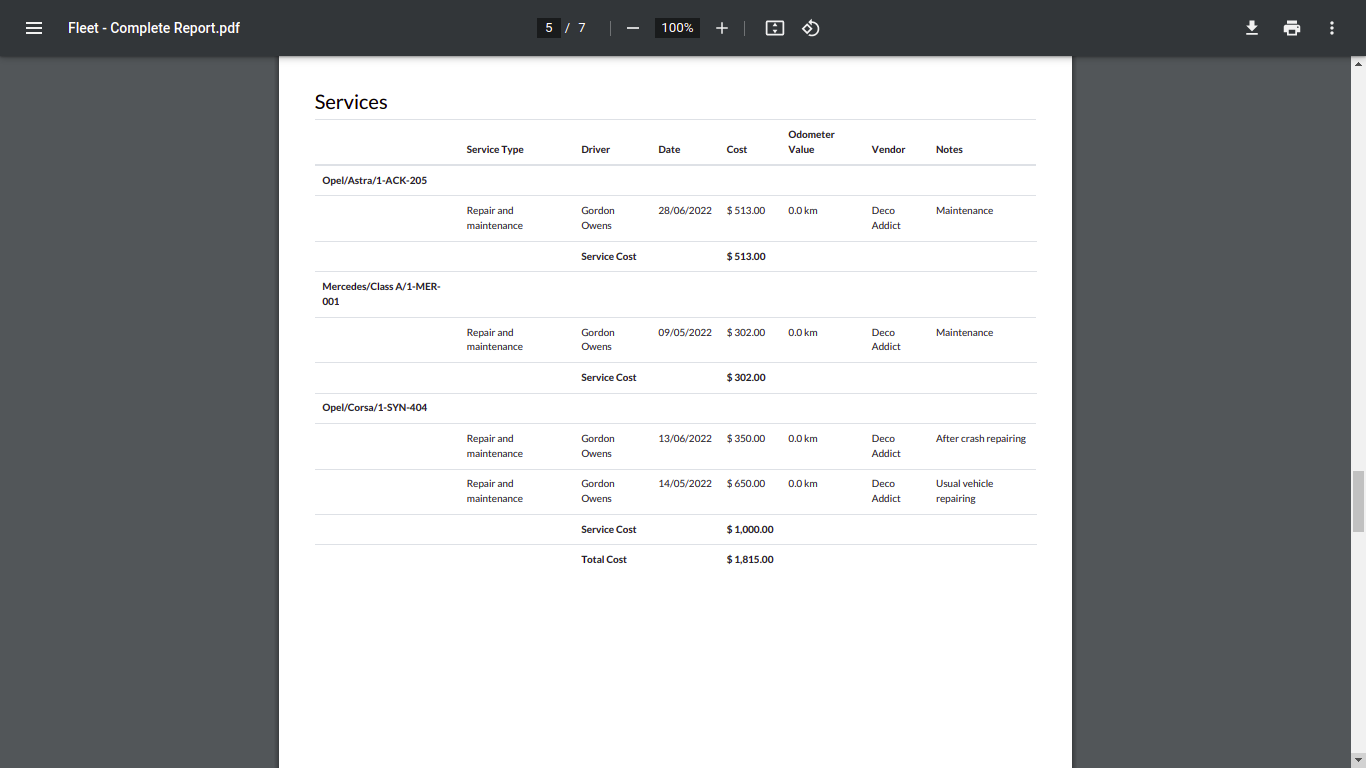 Fleet - Complete Report.pdf
5 / 7
100%
Services
Service Type Driver Date Cost Odometer Value Vendor Notes
Opel/Astra/1-ACK-205
Repair and Gordon 28/06/2022 $ 513.00 0.0 km Deco Maintenance
maintenance Owens Addict
Service Cost $ 513.00
Mercedes/Class A/1-MER-
001
Repair and Gordon 09/05/2022 $ 302.00 0.0 km Deco Maintenance
maintenance Owens Addict
Service Cost $ 302.00
Opel/Corsa/1-SYN-404
Repair and Gordon 13/06/2022 $ 350.00 0.0 km Deco After crash repairing
maintenance Owens Addict
Repair and Gordon 14/05/2022 $ 650.00 0.0 km Deco Usual vehicle
maintenance Owens Addict repairing
Service Cost $ 1,000.00
Total Cost $ 1,815.00